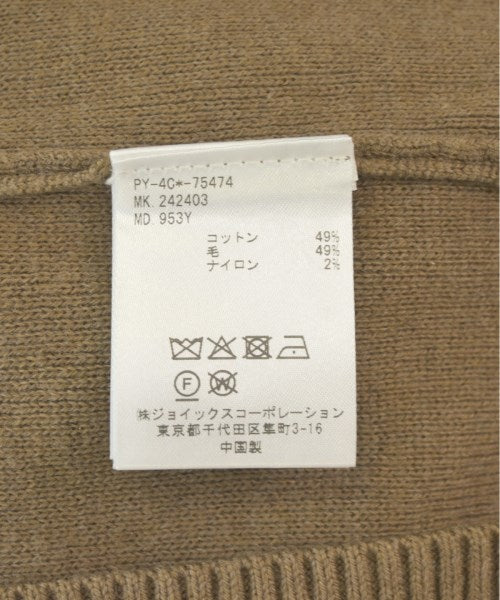 PY-4C*-75474
MK. 242403
MD. 953Y
コットン 49%
毛 49%
ナイロン 2%
F W
㈱ジョイックスコーポレーション
東京都千代田区隼町3-16
中国製